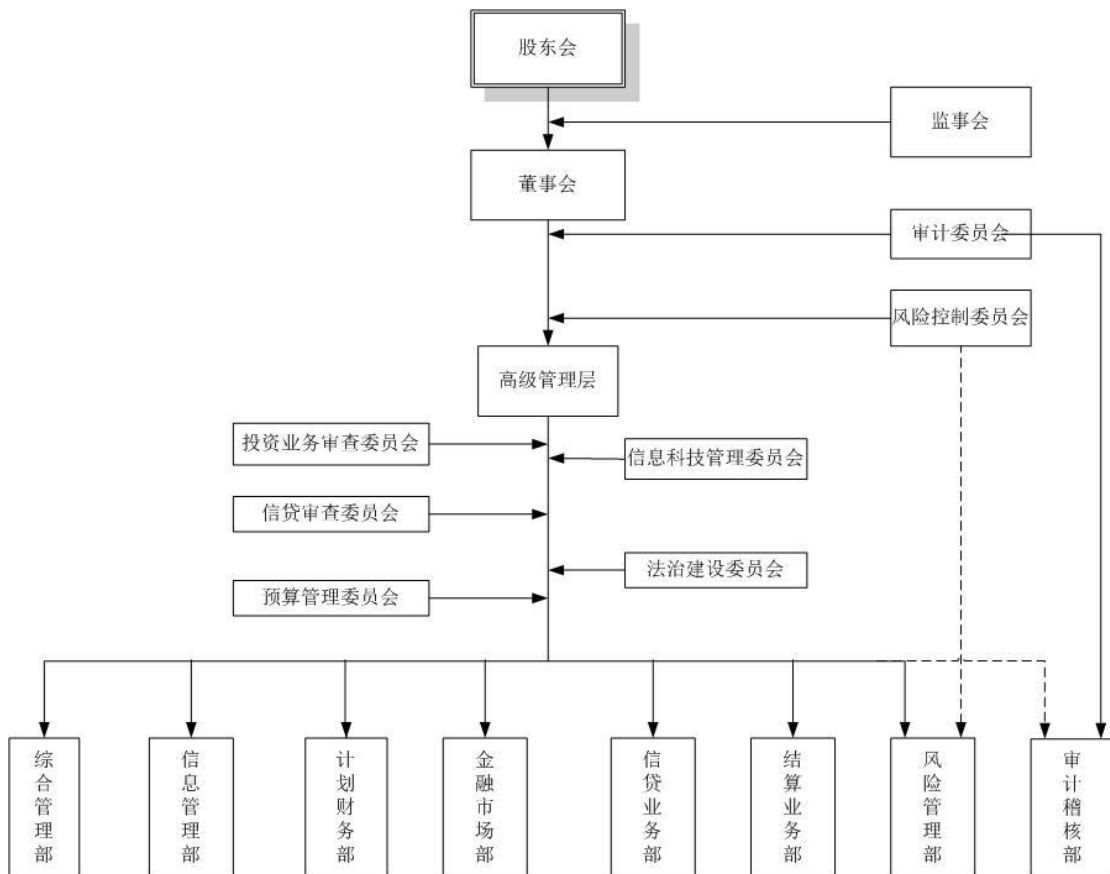 股东会
监事会
董事会
审计委员会
风险控制委员会
高级管理层
投资业务审查委员会
信息科技管理委员会
信贷审查委员会
法治建设委员会
预算管理委员会
综合管理部
信息管理部
计划财务部
金融市场部
信贷业务部
结算业务部
风险管理部
审计稽核部